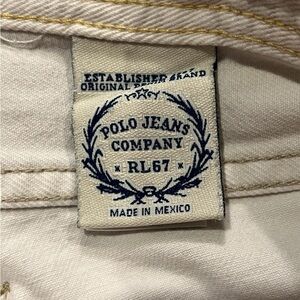 ESTABLISHED BRAND
ORIGINAL
POLO JEANS
COMPANY
RL67
MADE IN MEXICO